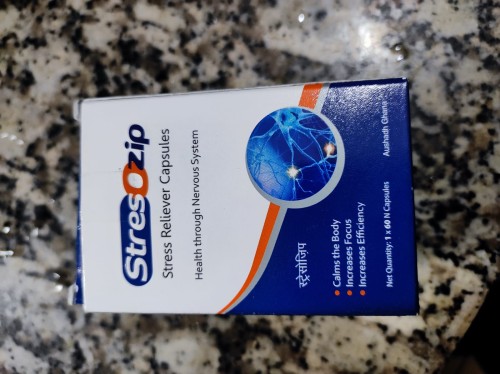 StresOzip
Stress Reliever Capsules
Health through Nervous System
स्ट्रेसोजिप
• Calms the Body
• Increases Focus
• Increases Efficiency
Net Quantity: 1 x 60 N Capsules
Aushadh Ghana